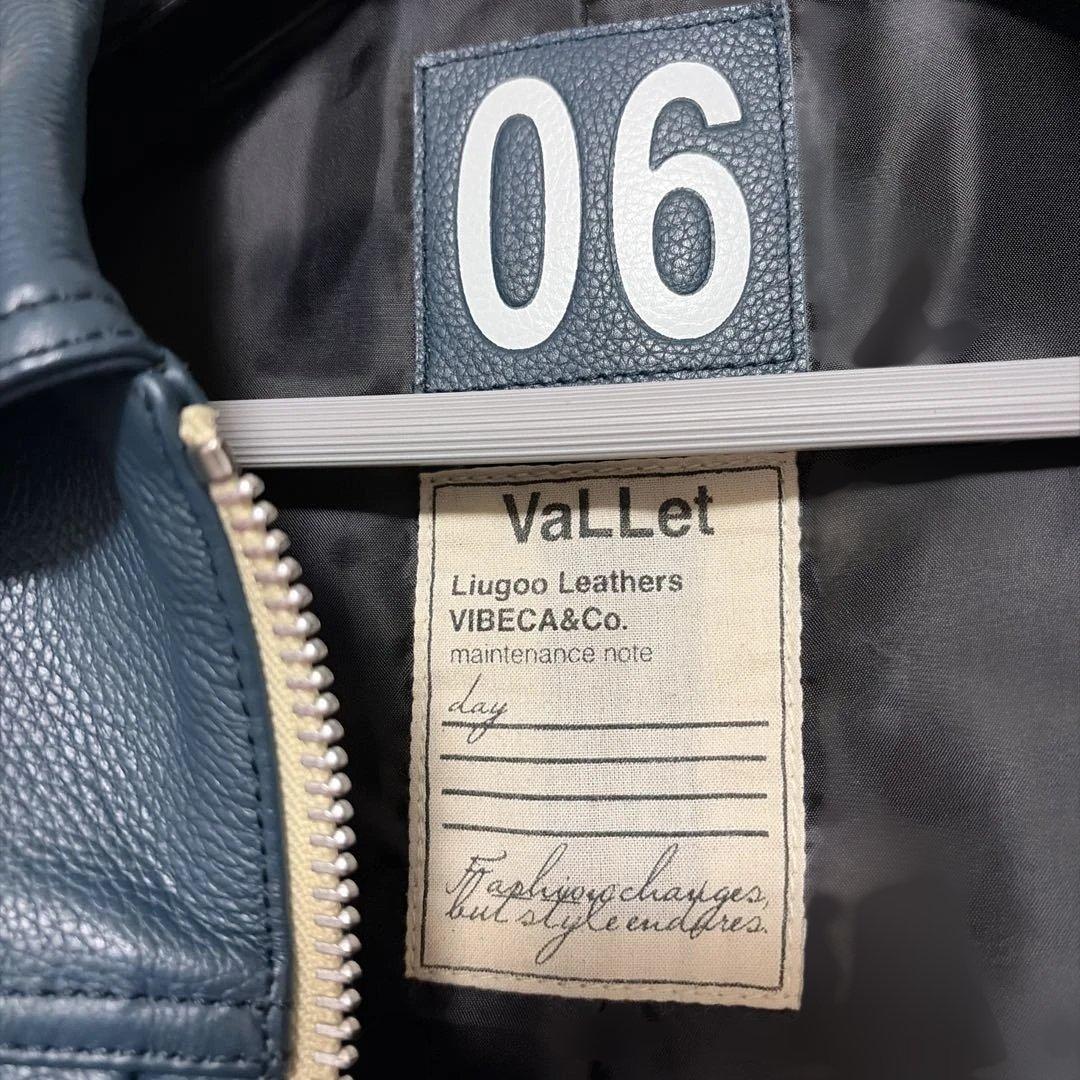 06
VaLLet
Liugoo Leathers
VIBECA&Co.
maintenance note
day
Fashion changes,
but style endures.